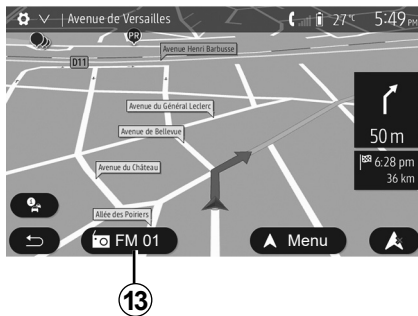 Avenue de Versailles
27 °C
5:49 PM
PR
Avenue Henri Barbusse
D11
Avenue du Général Leclerc
50 m
Avenue de Bellevue
6:28 pm
36 km
Avenue du Château
Allée des Poiriers
FM 01
Menu
13